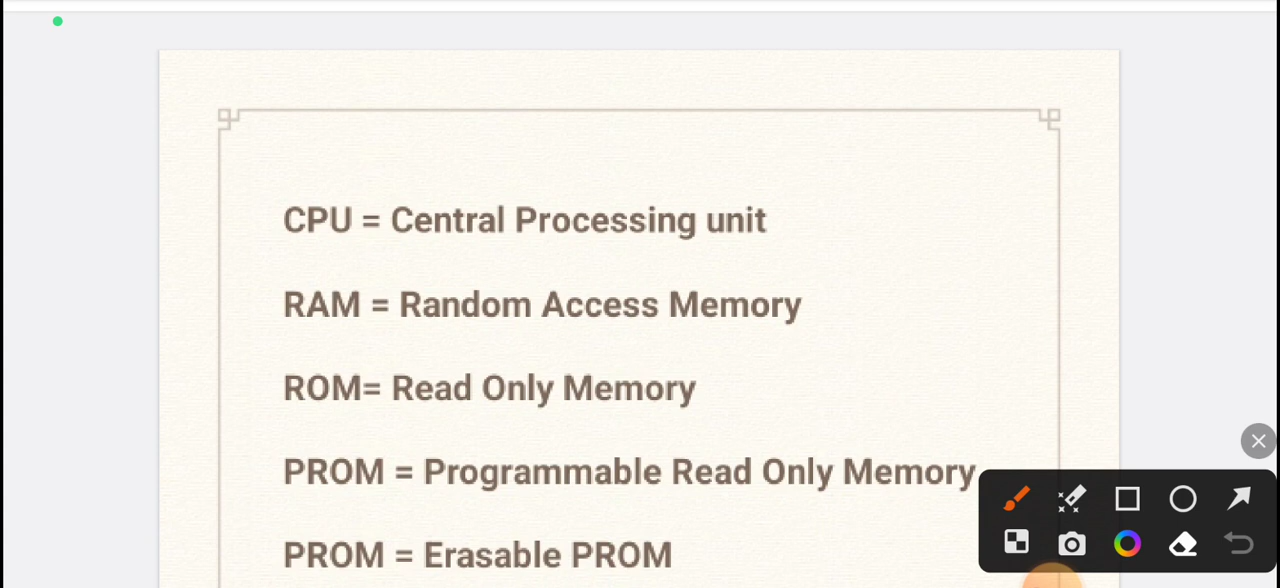 CPU = Central Processing unit
RAM = Random Access Memory
ROM= Read Only Memory
PROM = Programmable Read Only Memory
PROM = Erasable PROM